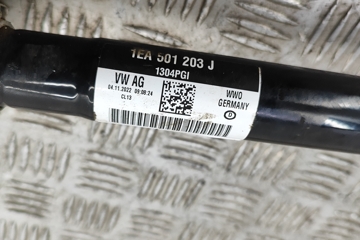 1EA 501 203 J
1304PGI
VW AG
04.11.2022 09:08:24
CL13
WWO
GERMANY
D